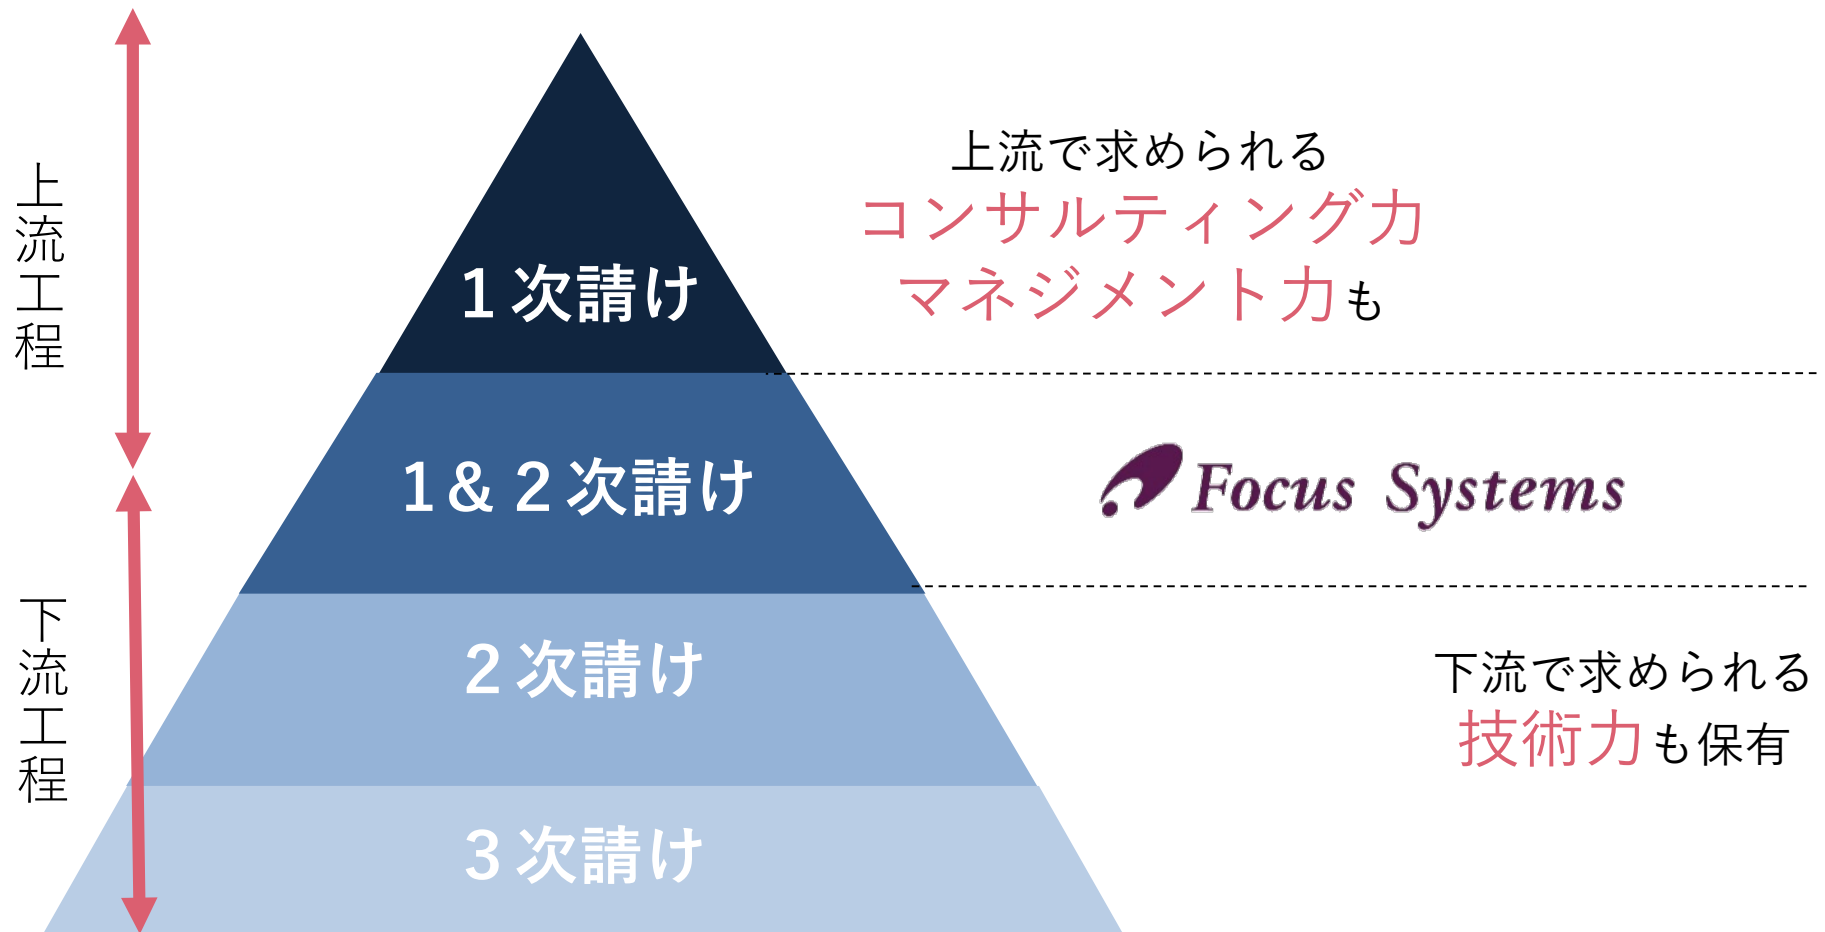 上流工程
１次請け
上流で求められる
コンサルティング力
マネジメント力も
１＆２次請け
Focus Systems
下流工程
２次請け
下流で求められる
技術力も保有
３次請け